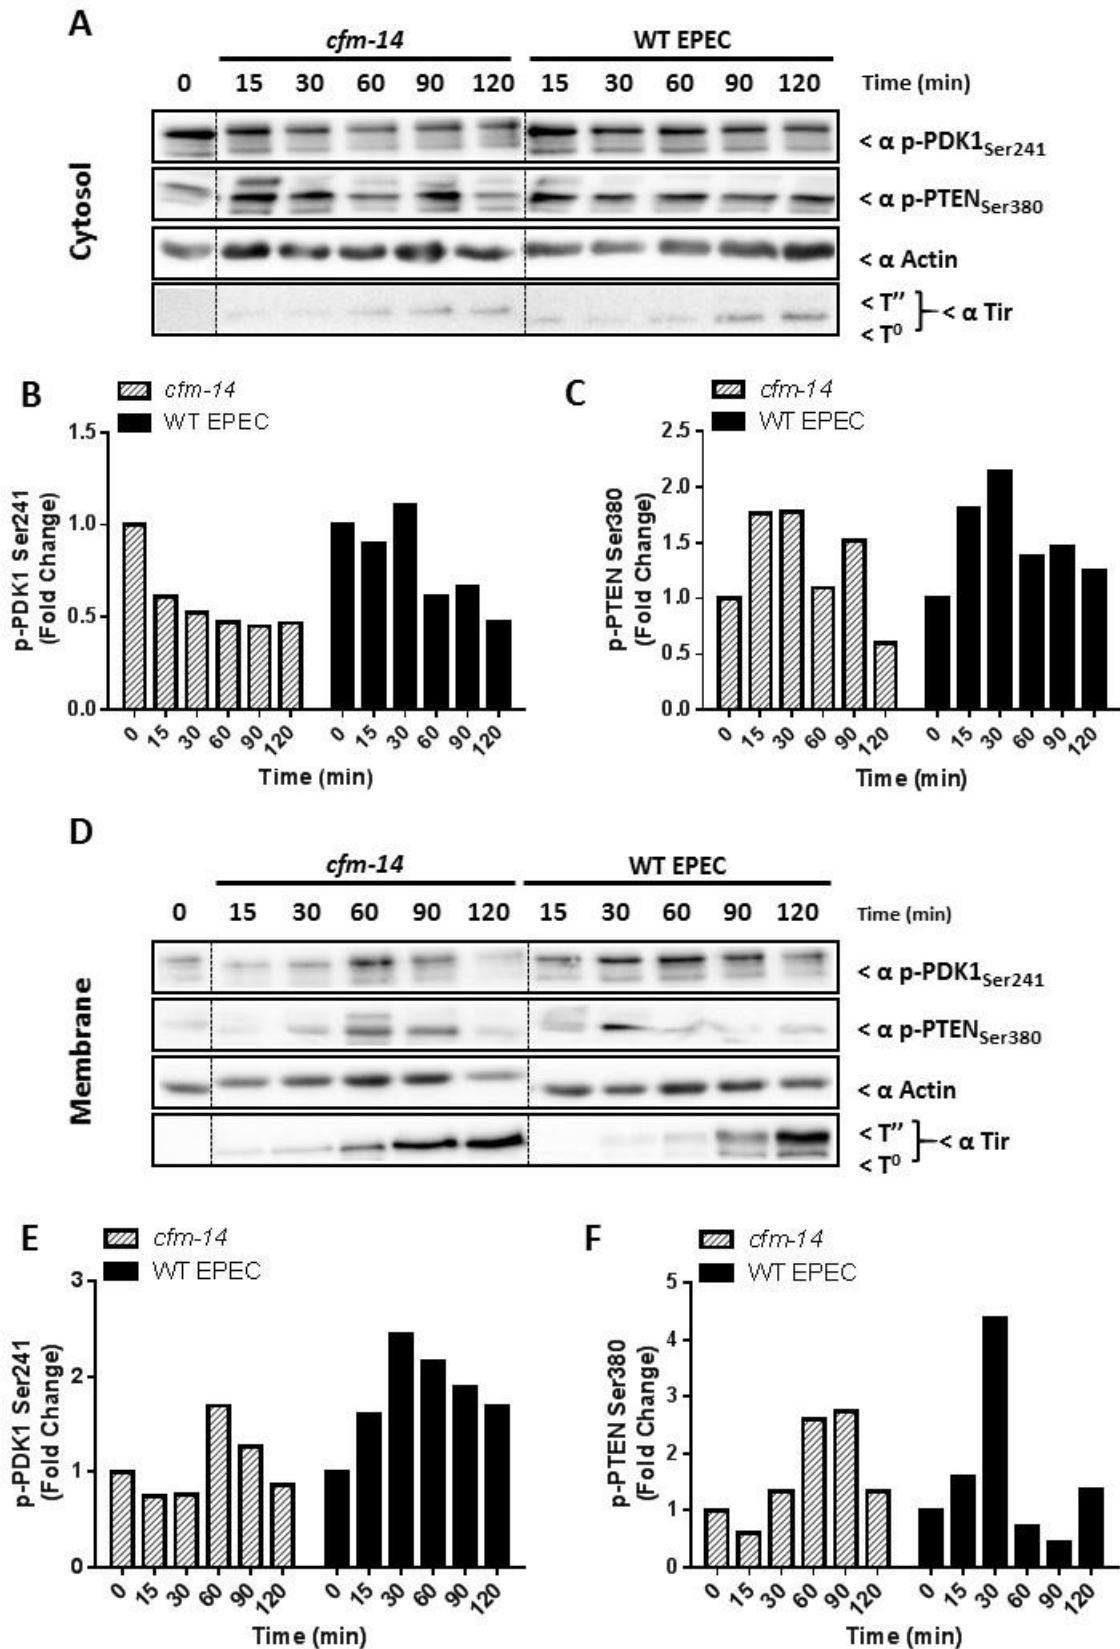 A
cfm-14 WT EPEC
0 15 30 60 90 120 15 30 60 90 120 Time (min)
Cytosol
< α p-PDK1Ser241
< α p-PTENSer380
< α Actin
< T’’
< T0
< α Tir
B
cfm-14
WT EPEC
p-PDK1 Ser241
(Fold Change)
1.5
1.0
0.5
0.0
0 15 30 60 90 120 0 15 30 60 90 120
Time (min)
C
cfm-14
WT EPEC
p-PTEN Ser380
(Fold Change)
2.5
2.0
1.5
1.0
0.5
0.0
0 15 30 60 90 120 0 15 30 60 90 120
Time (min)
D
cfm-14 WT EPEC
0 15 30 60 90 120 15 30 60 90 120 Time (min)
Membrane
< α p-PDK1Ser241
< α p-PTENSer380
< α Actin
< T’’
< T0
< α Tir
E
cfm-14
WT EPEC
p-PDK1 Ser241
(Fold Change)
3
2
1
0
0 15 30 60 90 120 0 15 30 60 90 120
Time (min)
F
cfm-14
WT EPEC
p-PTEN Ser380
(Fold Change)
5
4
3
2
1
0
0 15 30 60 90 120 0 15 30 60 90 120
Time (min)